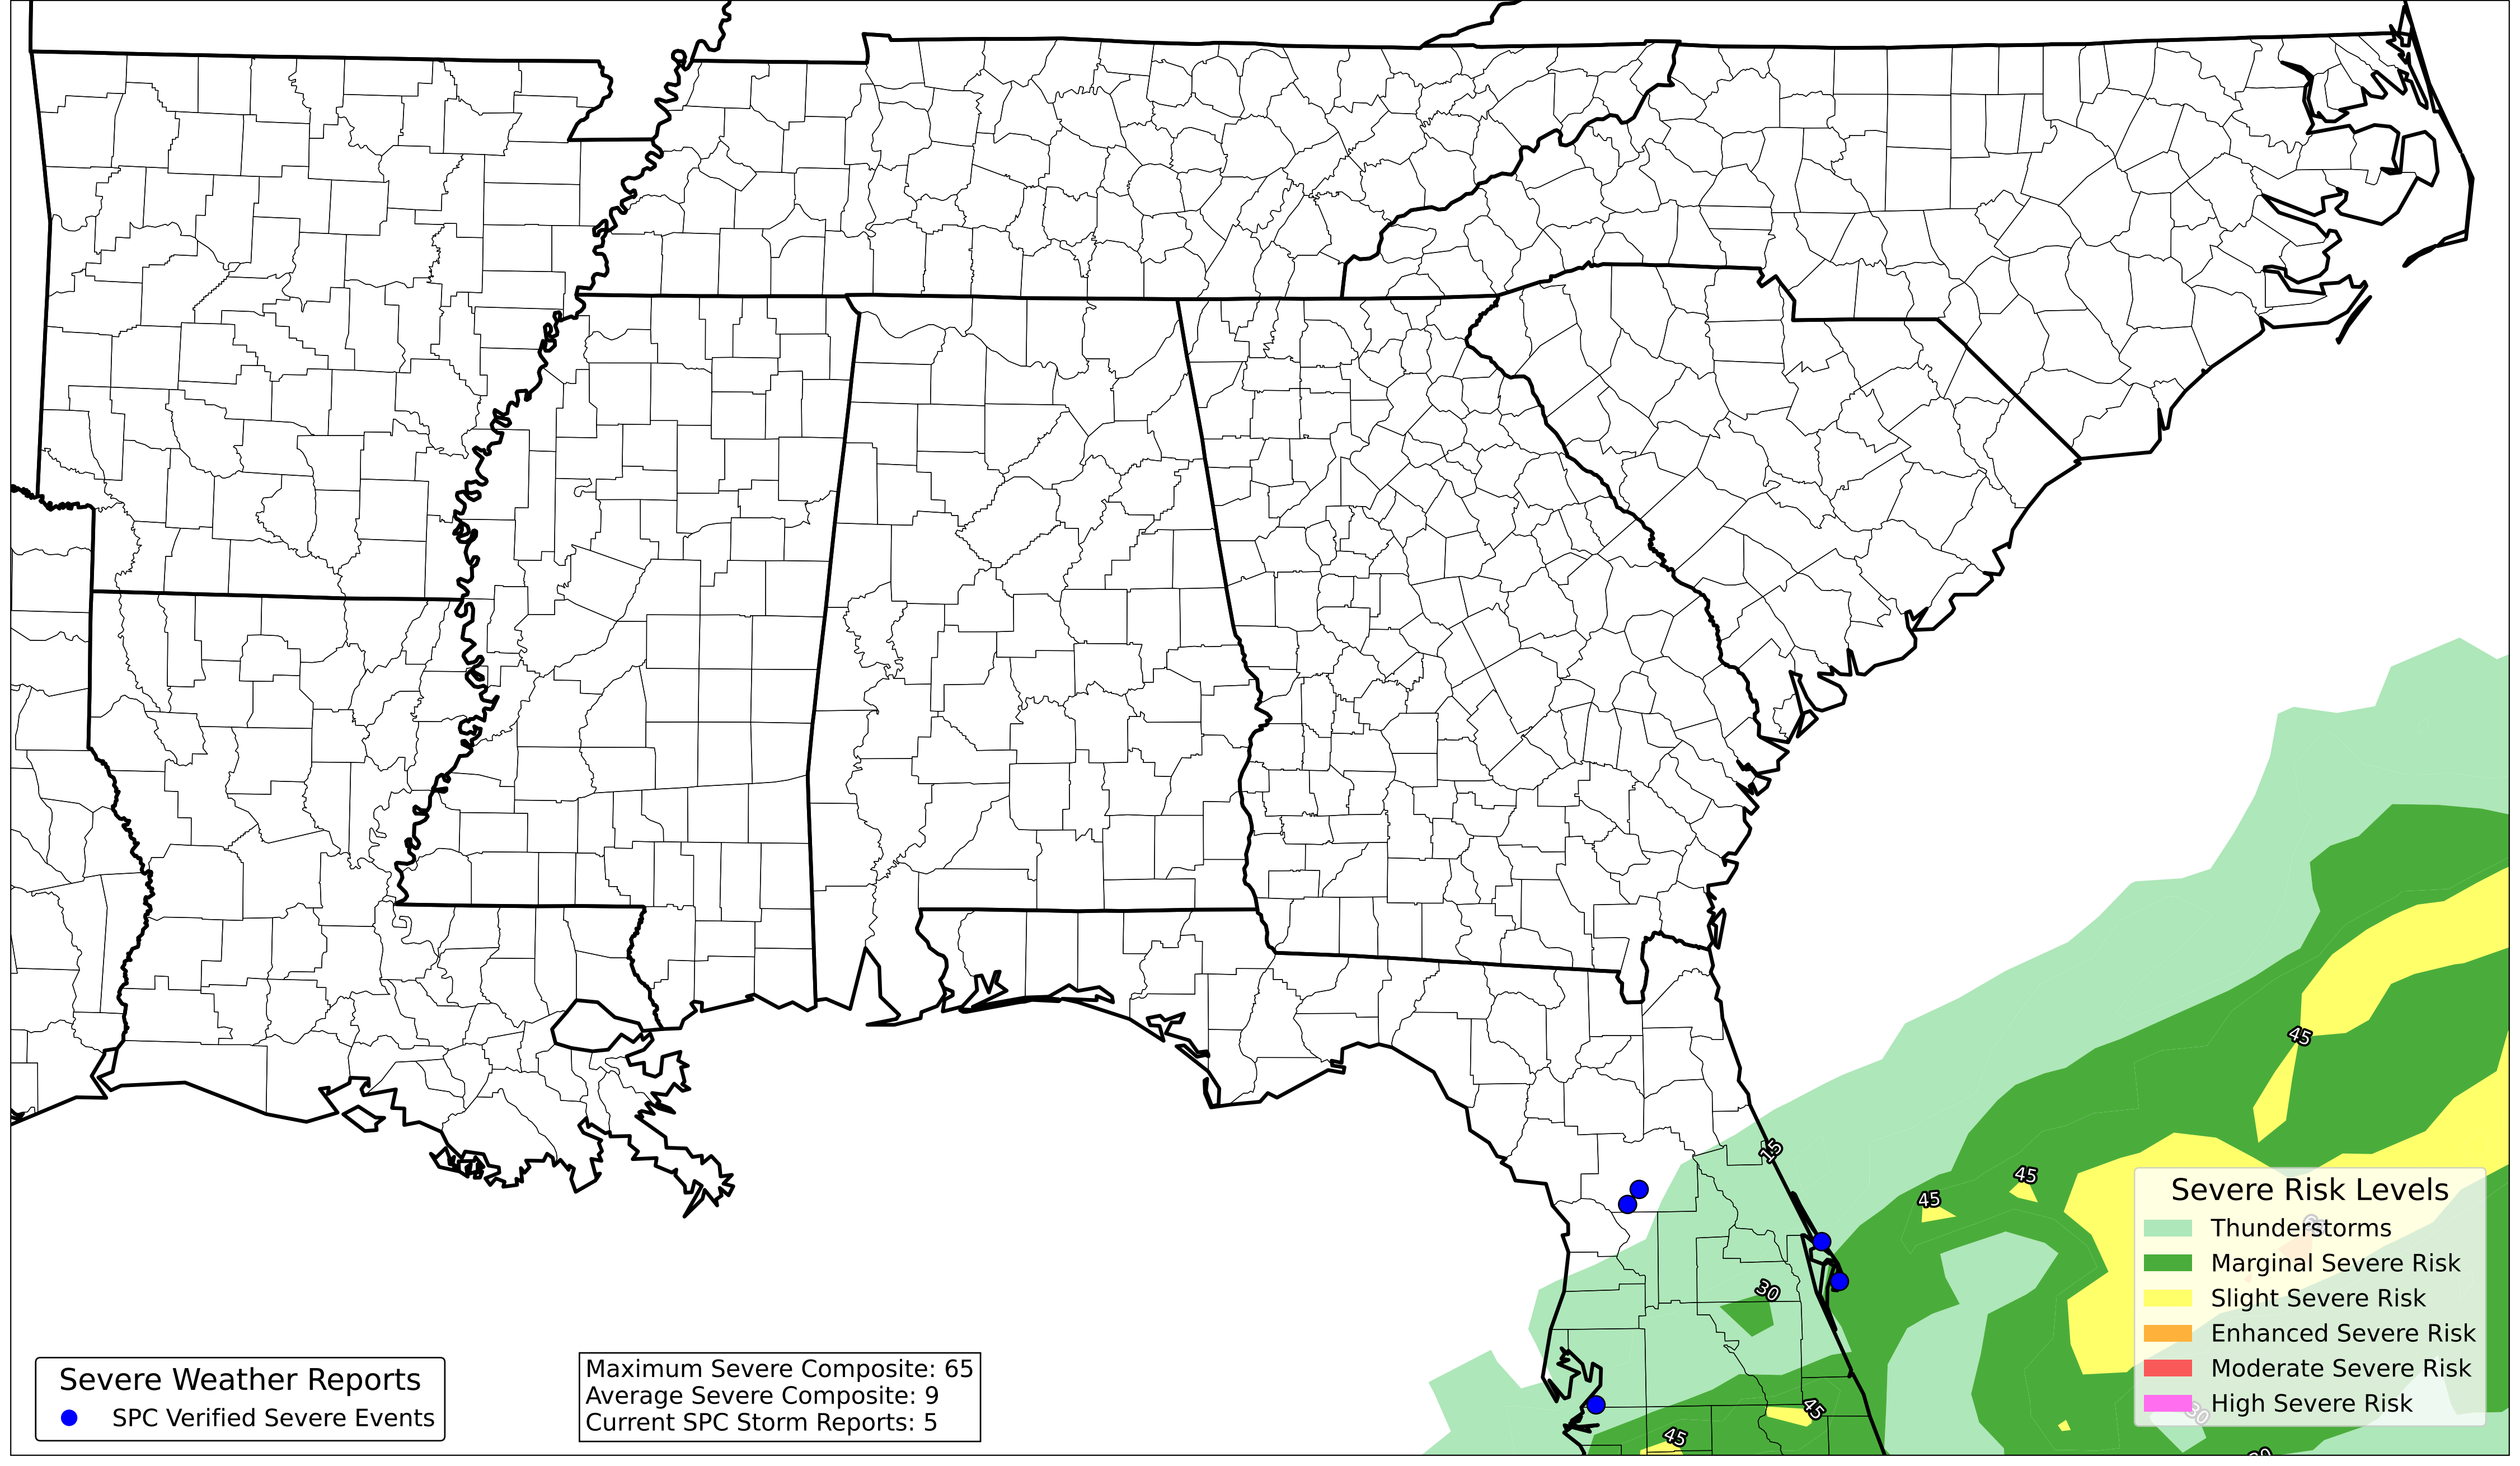 45
15
45
45
30
45
45
30
Severe Risk Levels
Thunderstorms
Marginal Severe Risk
Slight Severe Risk
Enhanced Severe Risk
Moderate Severe Risk
High Severe Risk
Severe Weather Reports
SPC Verified Severe Events
Maximum Severe Composite: 65
Average Severe Composite: 9
Current SPC Storm Reports: 5